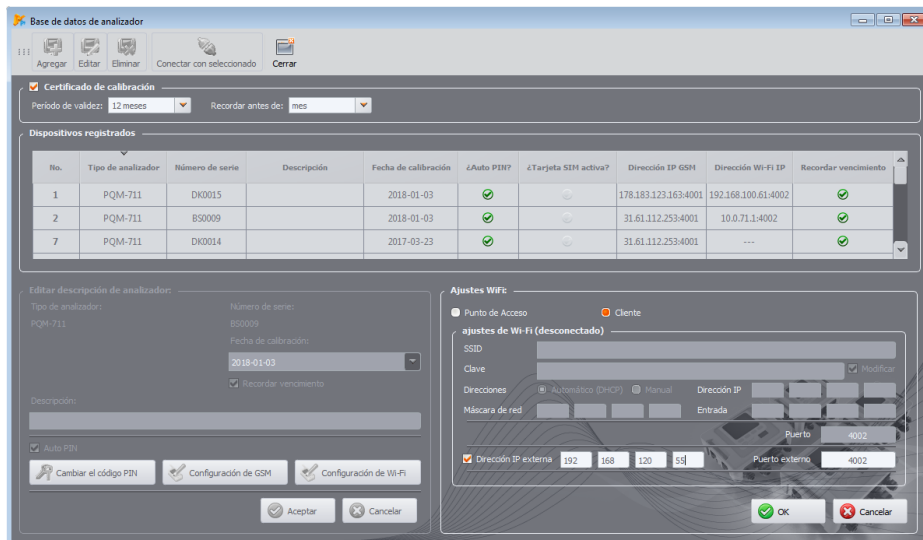 Base de datos de analizador
Agregar Editar Eliminar Conectar con seleccionado Cerrar
Certificado de calibración
Período de validez: 12 meses Recordar antes de: mes
Dispositivos registrados
No. Tipo de analizador Número de serie Descripción Fecha de calibración ¿Auto PIN? ¿Tarjeta SIM activa? Dirección IP GSM Dirección Wi-Fi IP Recordar vencimiento
1 PQM-711 DK0015 2018-01-03 178.183.123.163:4001 192.168.100.61:4002
2 PQM-711 BS0009 2018-01-03 31.61.112.253:4001 10.0.71.1:4002
7 PQM-711 DK0014 2017-03-23 31.61.112.253:4001 ---
Editar descripción de analizador:
Tipo de analizador: Número de serie:
PQM-711 BS0009
Fecha de calibración:
2018-01-03
Recordar vencimiento
Descripción:
Auto PIN
Cambiar el código PIN Configuración de GSM Configuración de Wi-Fi
Aceptar Cancelar
Ajustes WiFi:
Punto de Acceso Cliente
ajustes de Wi-Fi (desconectado)
SSID
Clave Modificar
Direcciones Automático (DHCP) Manual Dirección IP
Máscara de red Entrada
Puerto 4002
Dirección IP externa 192 168 120 55 Puerto externo 4002
OK Cancelar